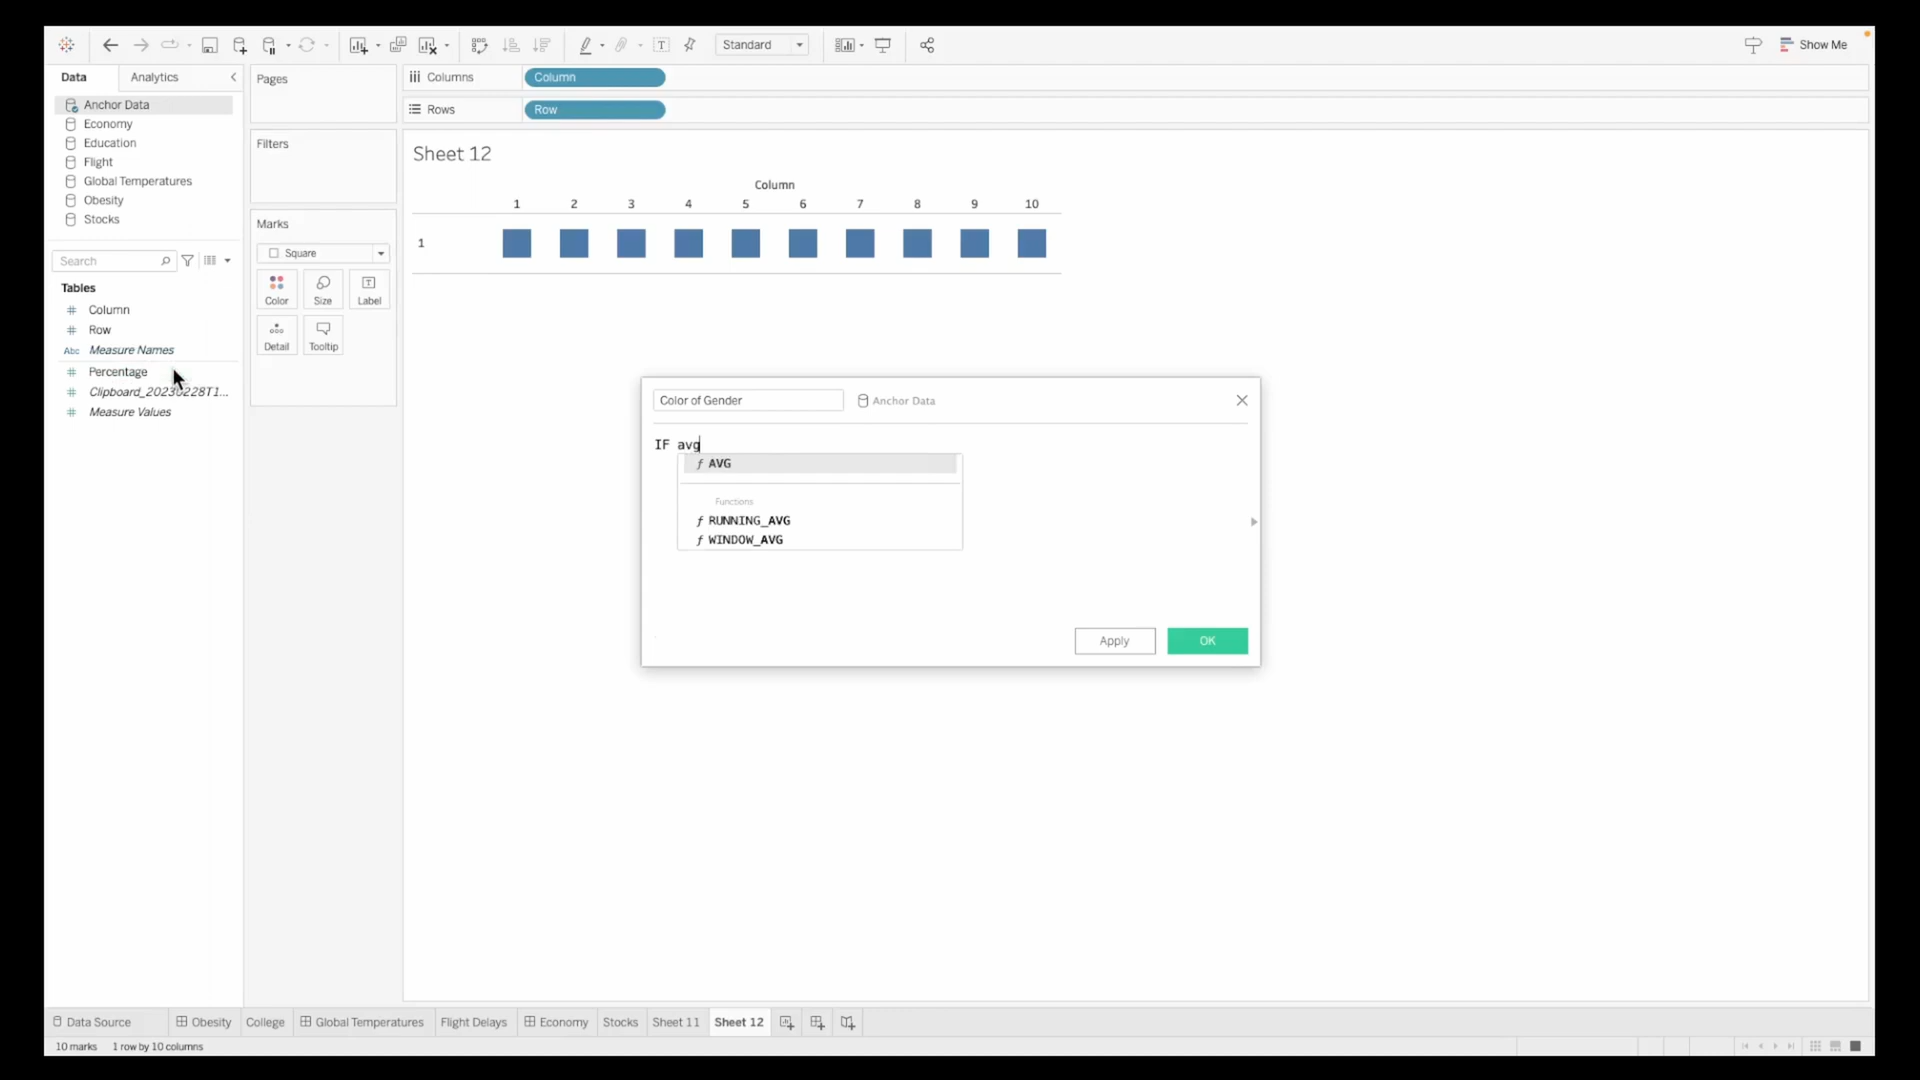 Standard
Show Me
Data
Analytics
Pages
Columns
Column
Rows
Row
Anchor Data
Economy
Education
Flight
Global Temperatures
Obesity
Stocks
Filters
Sheet 12
Column
1 2 3 4 5 6 7 8 9 10
1
Marks
Square
Color
Size
Label
Detail
Tooltip
Search
Tables
Column
Row
Abc Measure Names
Percentage
Clipboard_20230228T1...
Measure Values
Color of Gender
Anchor Data
IF avg
f AVG
Functions
f RUNNING_AVG
f WINDOW_AVG
Apply
OK
Data Source
Obesity
College
Global Temperatures
Flight Delays
Economy
Stocks
Sheet 11
Sheet 12
10 marks 1 row by 10 columns